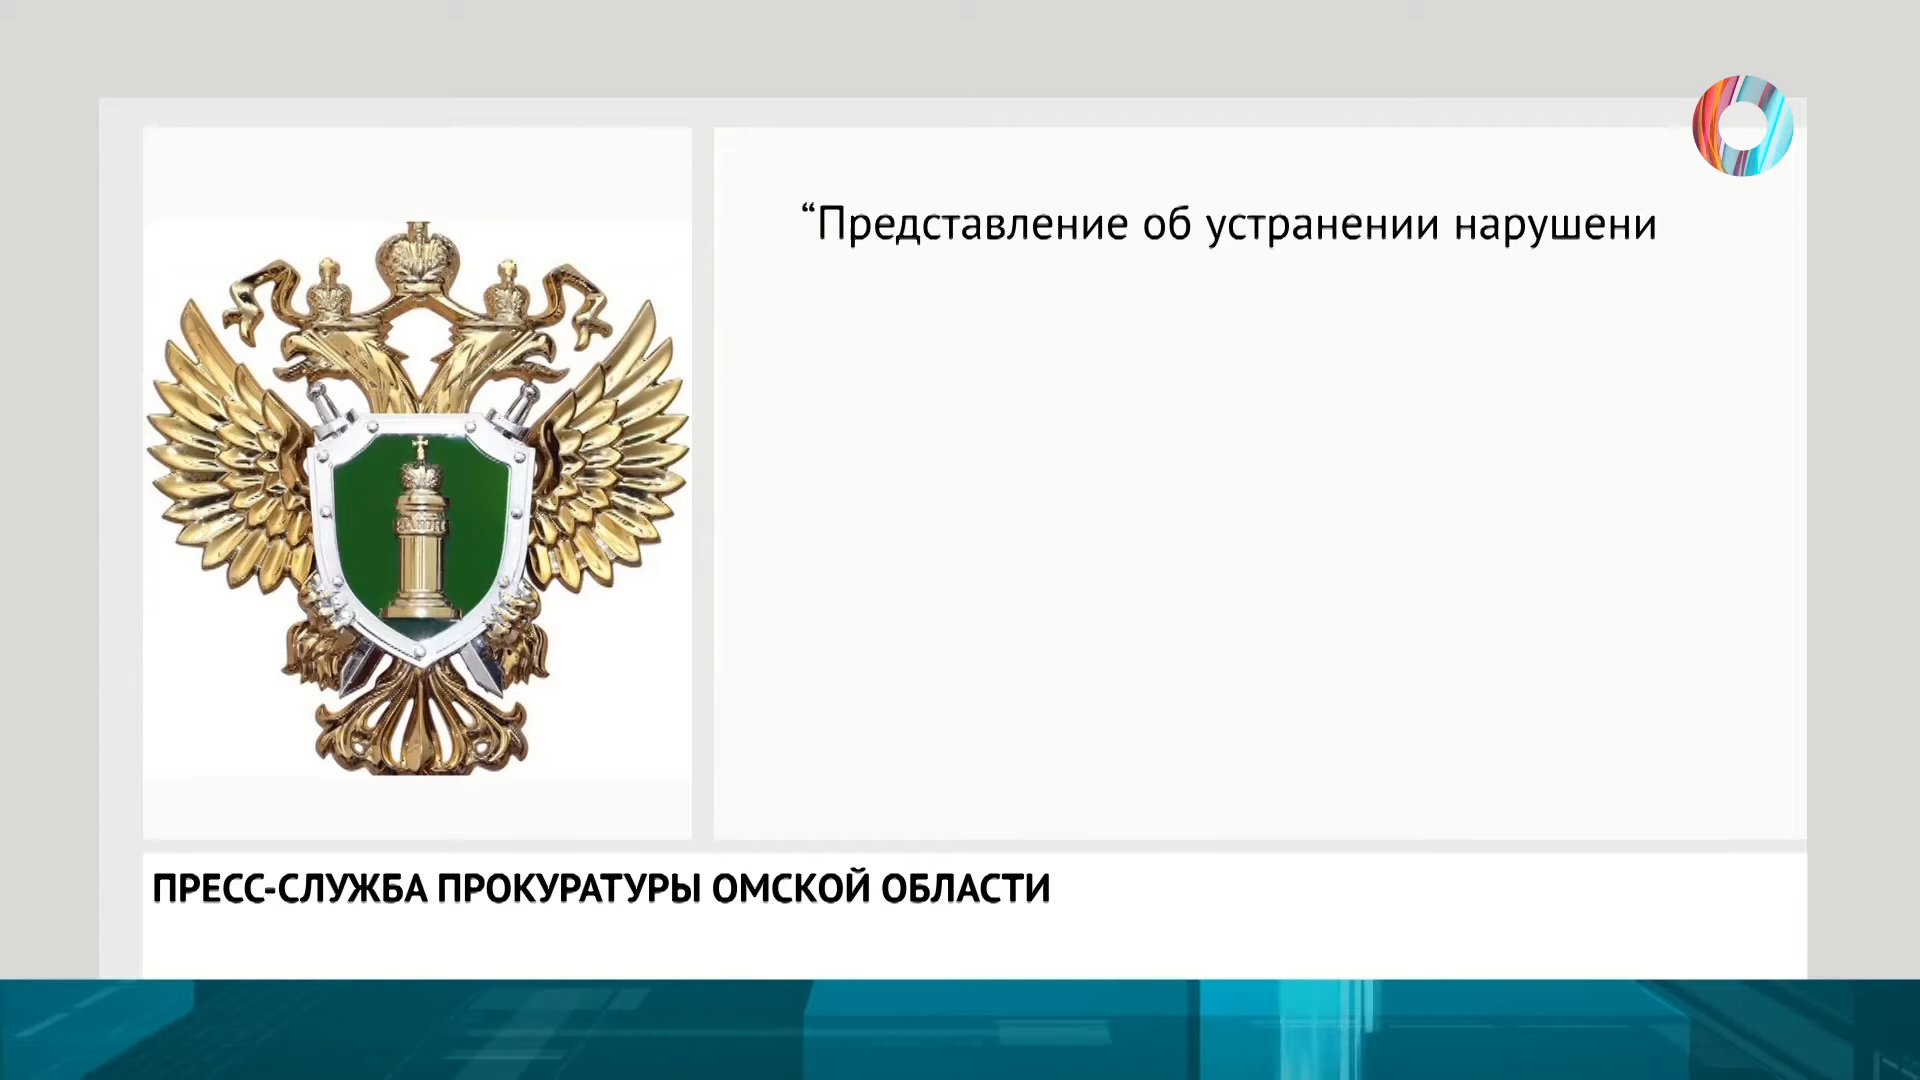 “Представление об устранении нарушени
ПРЕСС-СЛУЖБА ПРОКУРАТУРЫ ОМСКОЙ ОБЛАСТИ